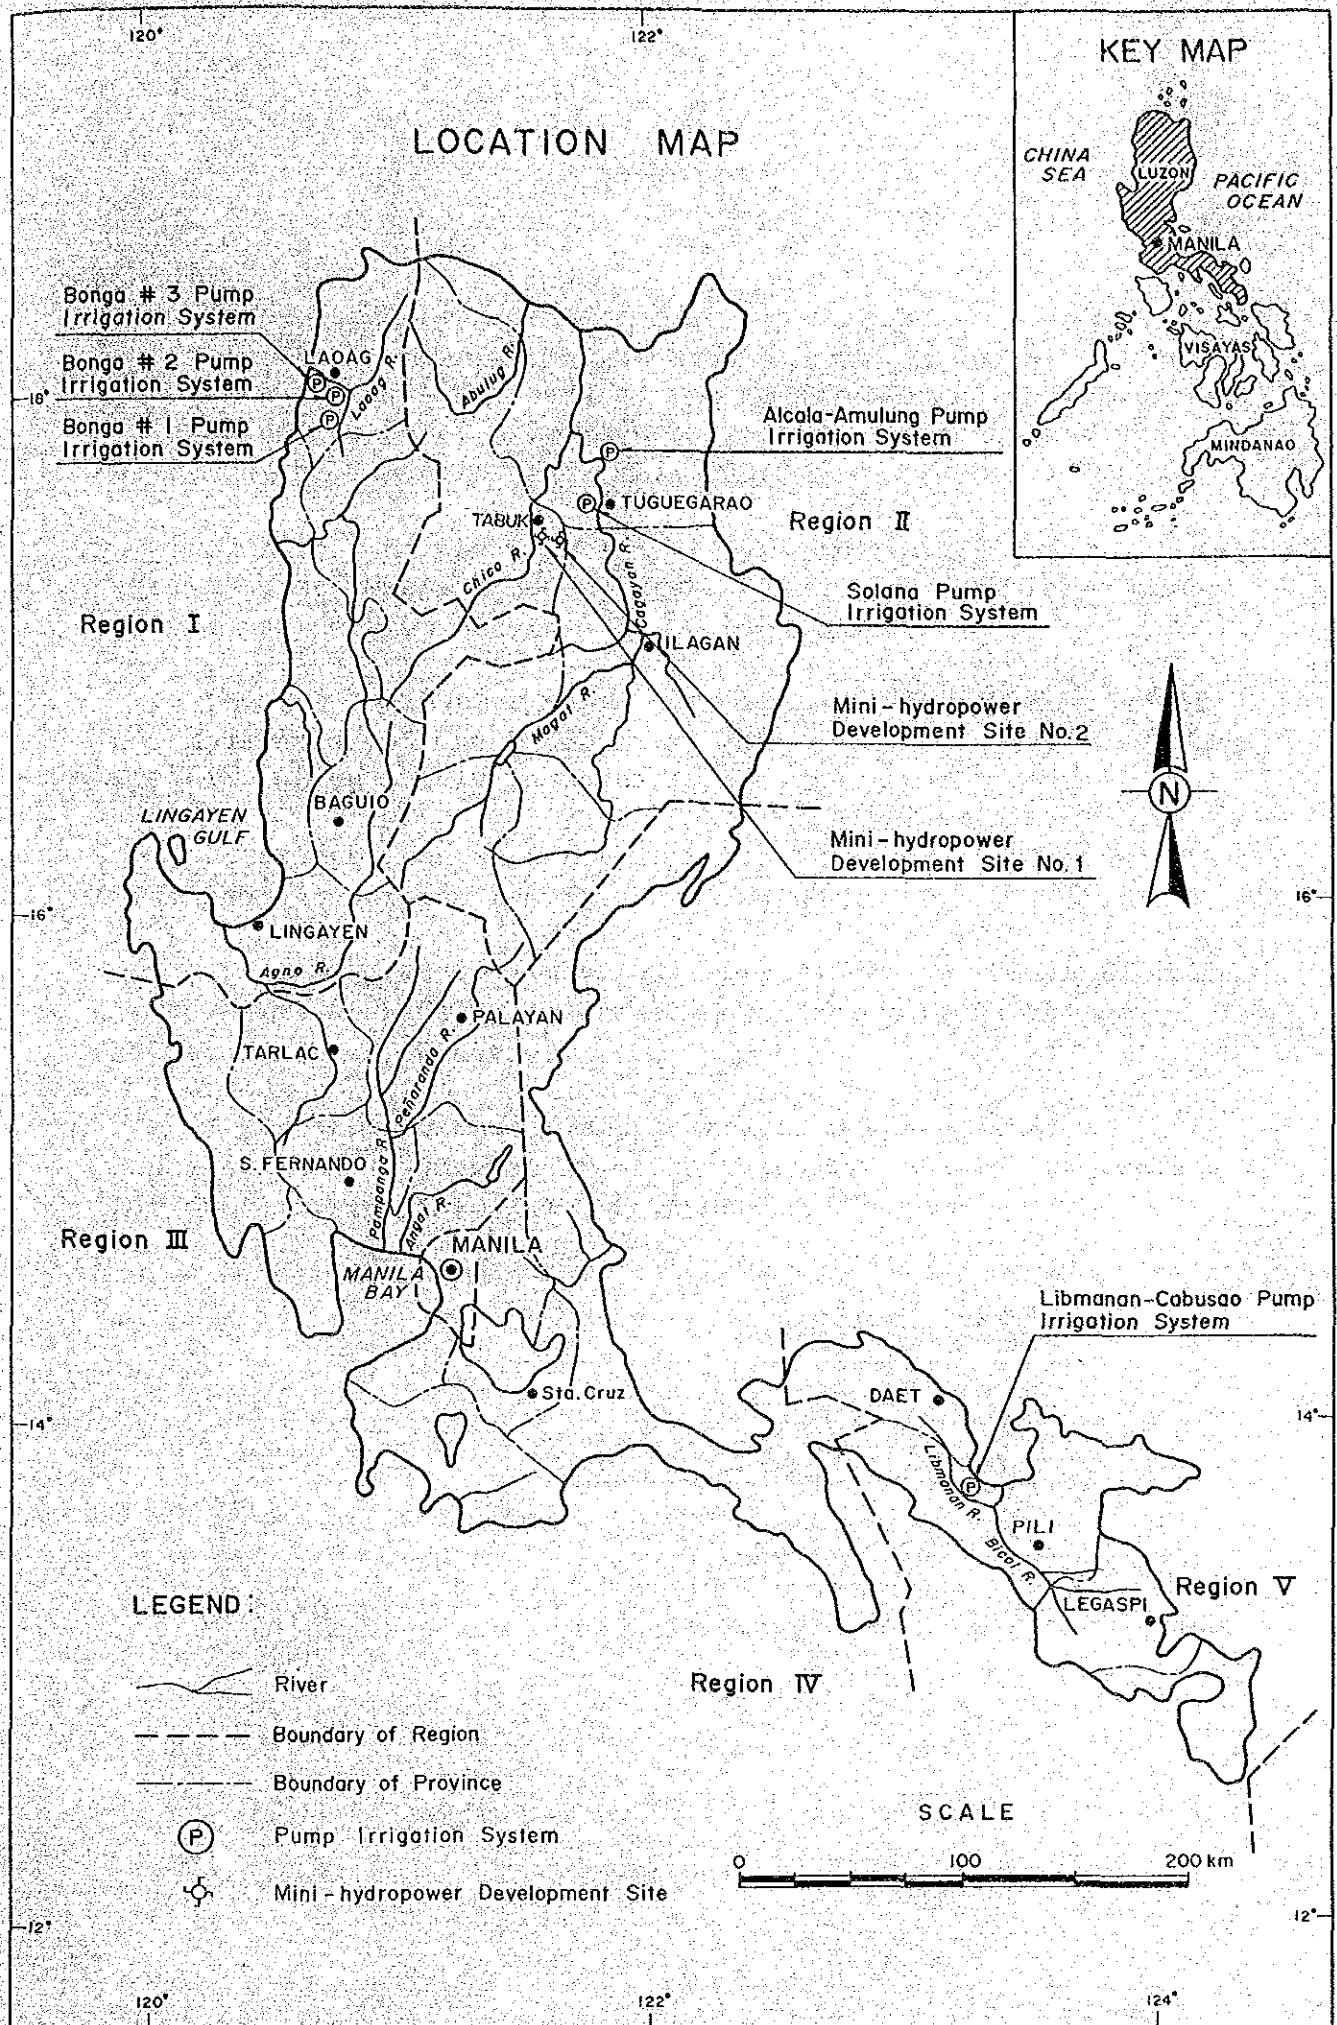 120°
122°
KEY MAP
LOCATION MAP
CHINA
SEA
LUZON
PACIFIC
OCEAN
MANILA
VISAYAS
MINDANAO
Bonga # 3 Pump
Irrigation System
Bonga # 2 Pump
Irrigation System
Bonga # 1 Pump
Irrigation System
LAOAG
P
P
P
Laoag R.
Abulug R.
18°
Alcala-Amulung Pump
Irrigation System
P
P
TUGUEGARAO
TABUK
Region II
Chico R.
Cagayan R.
Solana Pump
Irrigation System
Region I
ILAGAN
Magat R.
Mini-hydropower
Development Site No.2
N
BAGUIO
LINGAYEN
GULF
Mini-hydropower
Development Site No.1
16°
16°
LINGAYEN
Agno R.
PALAYAN
TARLAC
Peñaranda R.
S. FERNANDO
Pampanga R.
Angat R.
Region III
MANILA
MANILA
BAY
Libmanan-Cabusao Pump
Irrigation System
Sta. Cruz
DAET
14°
14°
Libmanan R.
P
PILI
Bicol R.
LEGASPI
Region V
Region IV
LEGEND:
River
Boundary of Region
Boundary of Province
P
Pump Irrigation System
Mini-hydropower Development Site
SCALE
0 100 200 km
12°
12°
120°
122°
124°